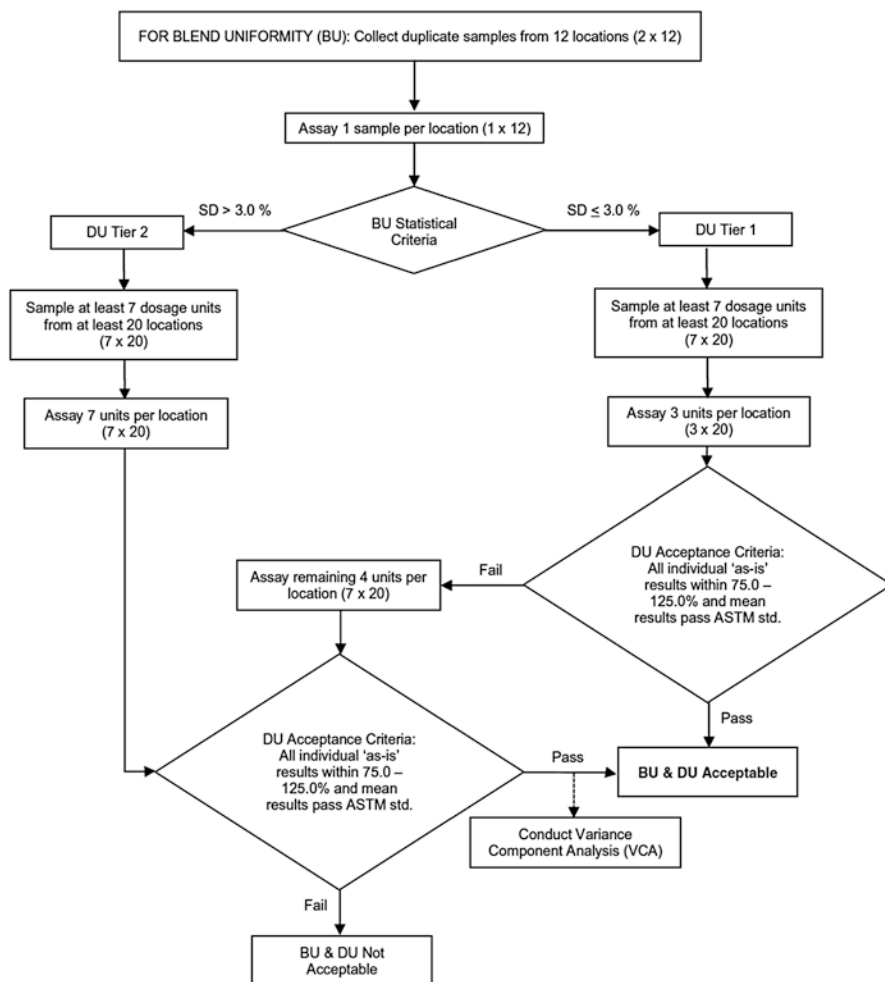 FOR BLEND UNIFORMITY (BU): Collect duplicate samples from 12 locations (2 x 12)
Assay 1 sample per location (1 x 12)
SD > 3.0 %
SD ≤ 3.0 %
BU Statistical
Criteria
DU Tier 2
DU Tier 1
Sample at least 7 dosage units
from at least 20 locations
(7 x 20)
Sample at least 7 dosage units
from at least 20 locations
(7 x 20)
Assay 7 units per location
(7 x 20)
Assay 3 units per location
(3 x 20)
DU Acceptance Criteria:
All individual 'as-is'
results within 75.0 –
125.0% and mean
results pass ASTM std.
Fail
Assay remaining 4 units per
location (7 x 20)
Pass
DU Acceptance Criteria:
All individual 'as-is'
results within 75.0 –
125.0% and mean
results pass ASTM std.
Pass
BU & DU Acceptable
Conduct Variance
Component Analysis (VCA)
Fail
BU & DU Not
Acceptable